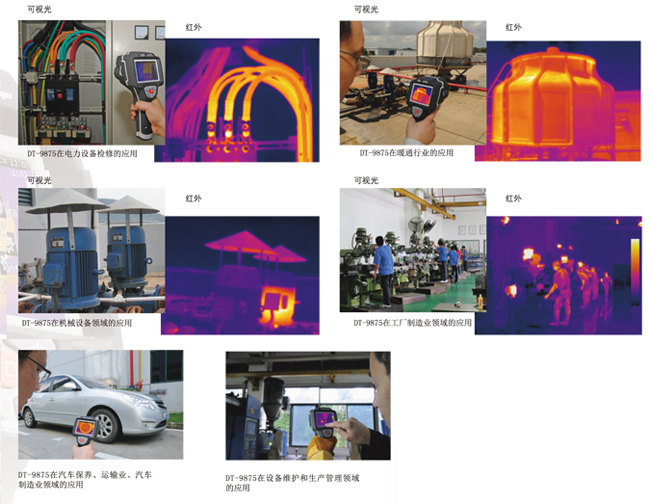 可视光
红外
可视光
红外
DT-9875在电力设备检修的应用
DT-9875在暖通行业的应用
可视光
红外
可视光
红外
DT-9875在机械设备领域的应用
DT-9875在工厂制造业领域的应用
DT-9875在汽车保养、运输业、汽车
制造业领域的应用
DT-9875在设备维护和生产管理领域
的应用